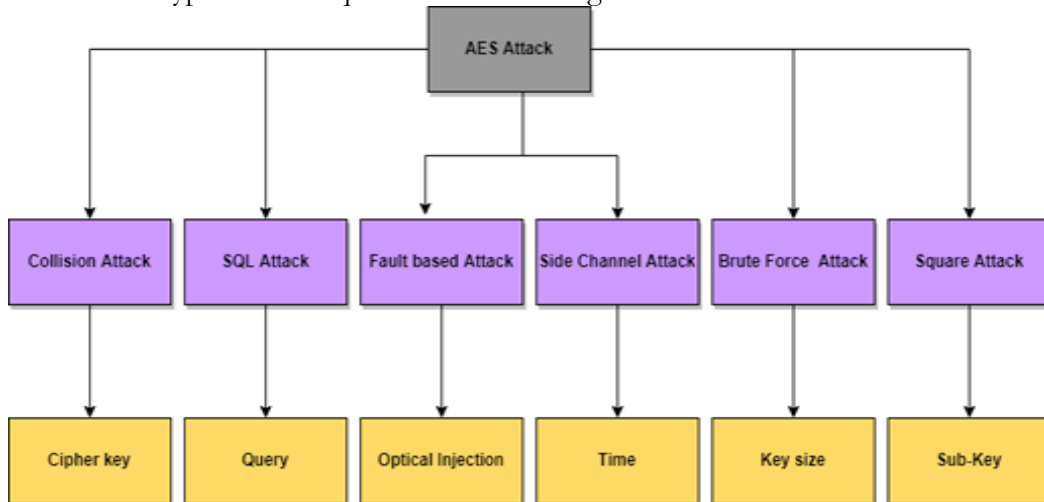 AES Attack
Collision Attack
SQL Attack
Fault based Attack
Side Channel Attack
Brute Force Attack
Square Attack
Cipher key
Query
Optical Injection
Time
Key size
Sub-Key